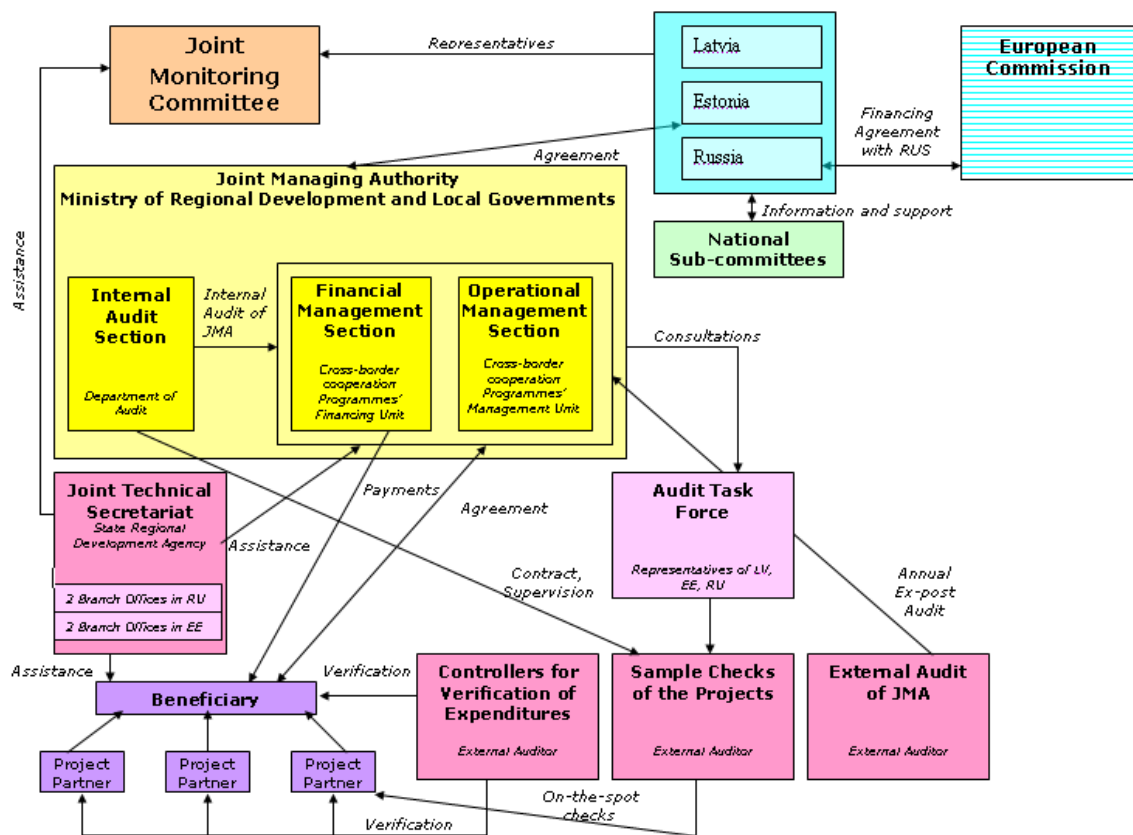 Joint
Monitoring
Committee
Representatives
Latvia
Estonia
Russia
European
Commission
Financing
Agreement
with RUS
Agreement
Information and support
National
Sub-committees
Joint Managing Authority
Ministry of Regional Development and Local Governments
Assistance
Internal
Audit
Section
Department of
Audit
Internal
Audit of
JMA
Financial
Management
Section
Cross-border
cooperation
Programmes’
Financing Unit
Operational
Management
Section
Cross-border
cooperation
Programmes’
Management Unit
Consultations
Joint Technical
Secretariat
State Regional
Development Agency
2 Branch Offices in RU
2 Branch Offices in EE
Assistance
Payments
Agreement
Contract,
Supervision
Audit Task
Force
Representatives of LV,
EE, RU
Annual
Ex-post
Audit
Assistance
Beneficiary
Verification
Controllers for
Verification of
Expenditures
External Auditor
Sample Checks
of the Projects
External Auditor
External Audit
of JMA
External Auditor
Project
Partner
Project
Partner
Project
Partner
On-the-spot
checks
Verification